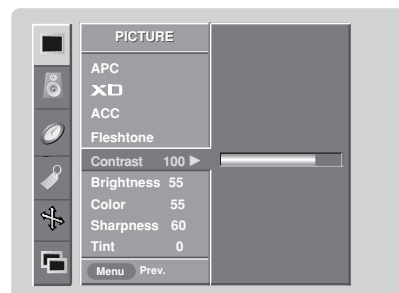 PICTURE
APC
XD
ACC
Fleshtone
Contrast 100 ►
Brightness 55
Color 55
Sharpness 60
Tint 0
Menu Prev.